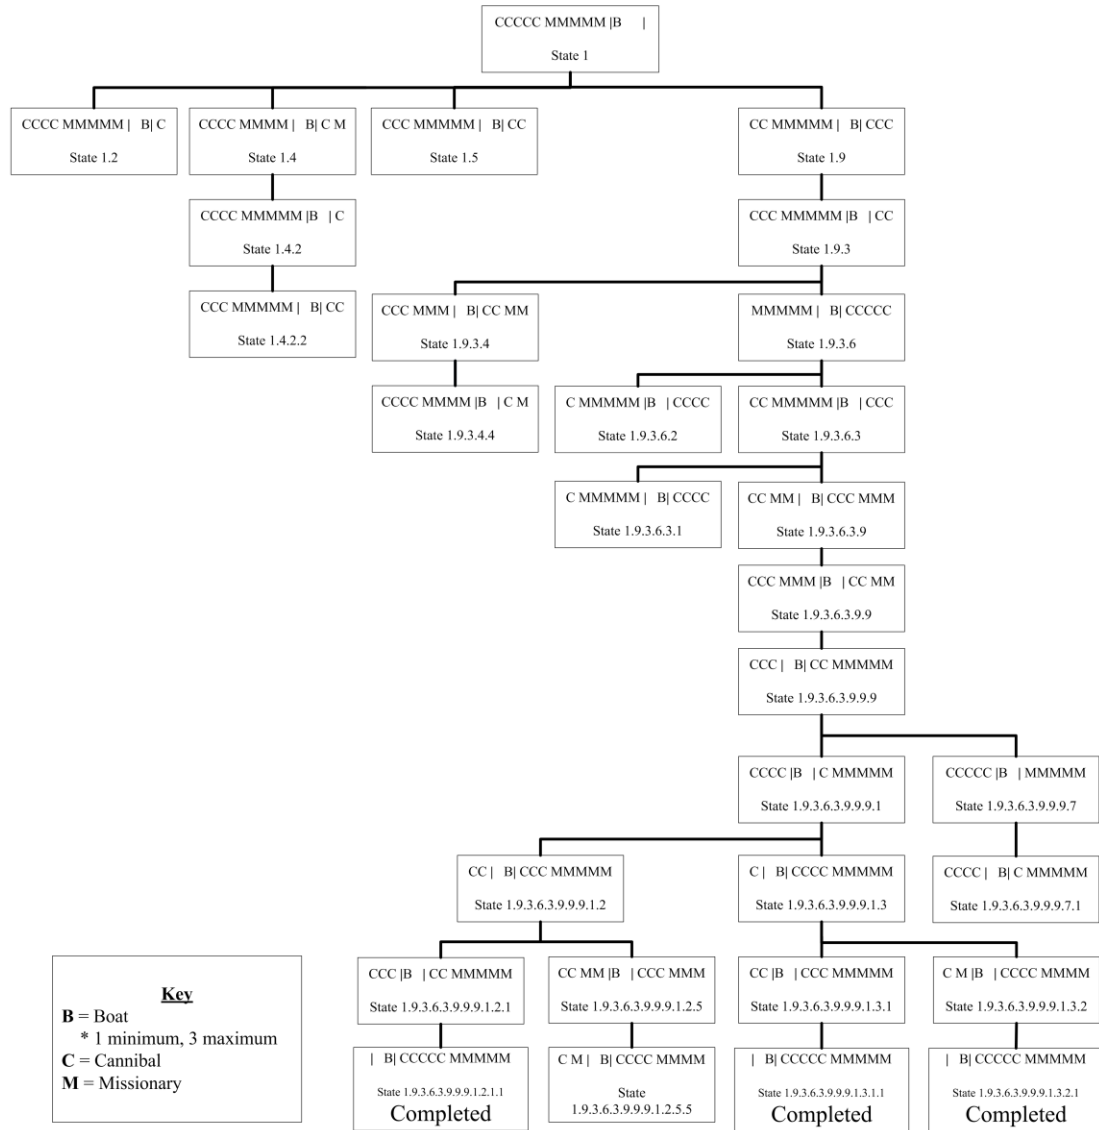 CCCCC MMMMM |B      |
State 1
CCCC MMMMM |   B| C
State 1.2
CCCC MMMM |   B| C M
State 1.4
CCC MMMMM |   B| CC
State 1.5
CC MMMMM |   B| CCC
State 1.9
CCCC MMMMM |B   | C
State 1.4.2
CCC MMMMM |B   | CC
State 1.9.3
CCC MMMMM |   B| CC
State 1.4.2.2
CCC MMM |   B| CC MM
State 1.9.3.4
MMMMM |   B| CCCCC
State 1.9.3.6
CCCC MMMM |B   | C M
State 1.9.3.4.4
C MMMMM |B   | CCCC
State 1.9.3.6.2
CC MMMMM |B   | CCC
State 1.9.3.6.3
C MMMMM |   B| CCCC
State 1.9.3.6.3.1
CC MM |   B| CCC MMM
State 1.9.3.6.3.9
CCC MMM |B   | CC MM
State 1.9.3.6.3.9.9
CCC |   B| CC MMMMM
State 1.9.3.6.3.9.9.9
CCCC |B   | C MMMMM
State 1.9.3.6.3.9.9.9.1
CCCCC |B   | MMMMM
State 1.9.3.6.3.9.9.9.7
CC |   B| CCC MMMMM
State 1.9.3.6.3.9.9.9.1.2
C |   B| CCCC MMMMM
State 1.9.3.6.3.9.9.9.1.3
CCCC |   B| C MMMMM
State 1.9.3.6.3.9.9.9.7.1
CCC |B   | CC MMMMM
State 1.9.3.6.3.9.9.9.1.2.1
CC MM |B   | CCC MMM
State 1.9.3.6.3.9.9.9.1.2.5
CC |B   | CCC MMMMM
State 1.9.3.6.3.9.9.9.1.3.1
C M |B   | CCCC MMMM
State 1.9.3.6.3.9.9.9.1.3.2
|   B| CCCCC MMMMM
State 1.9.3.6.3.9.9.9.1.2.1.1
Completed
C M |   B| CCCC MMMM
State
1.9.3.6.3.9.9.9.1.2.5.5
|   B| CCCCC MMMMM
State 1.9.3.6.3.9.9.9.1.3.1.1
Completed
|   B| CCCCC MMMMM
State 1.9.3.6.3.9.9.9.1.3.2.1
Completed
Key
B = Boat
* 1 minimum, 3 maximum
C = Cannibal
M = Missionary